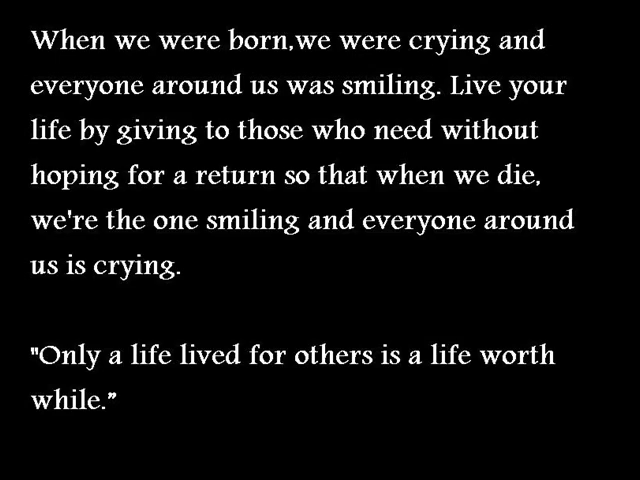 When we were born,we were crying and
everyone around us was smiling. Live your
life by giving to those who need without
hoping for a return so that when we die,
we're the one smiling and everyone around
us is crying.
"Only a life lived for others is a life worth
while.”